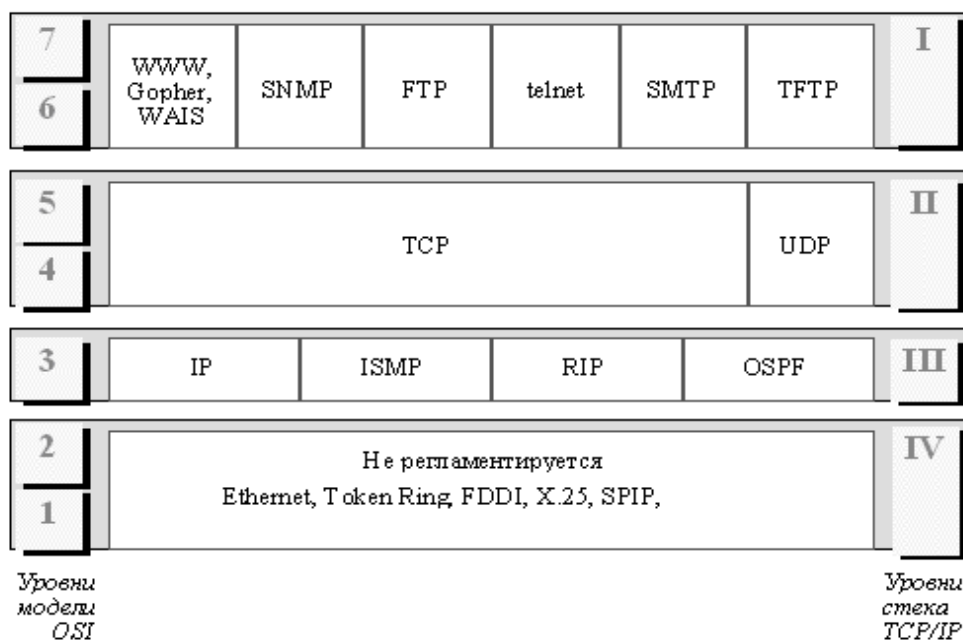 7
6
WWW,
Gopher,
WAIS
SNMP
FTP
telnet
SMTP
TFTP
I
5
4
TCP
UDP
II
3
IP
ISMP
RIP
OSPF
III
2
1
Не регламентируется
Ethernet, Token Ring, FDDI, X.25, SPIP,
IV
Уровни
модели
OSI
Уровни
стека
TCP/IP